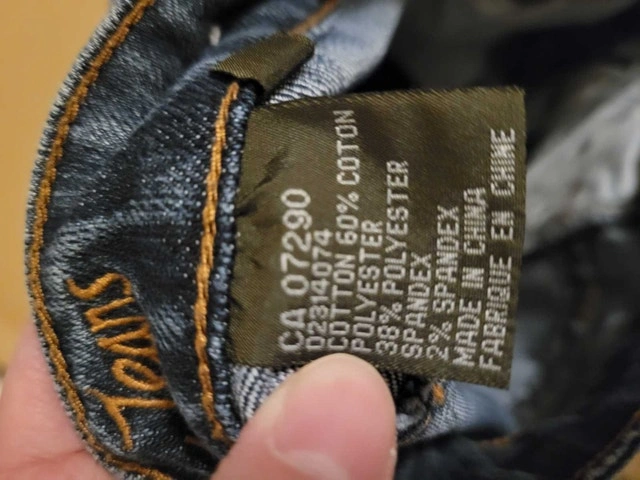 CA 07290
02314074
COTTON 60% COTON
POLYESTER
38% POLYESTER
SPANDEX
2% SPANDEX
MADE IN CHINA
FABRIQUE EN CHINE
Jeans